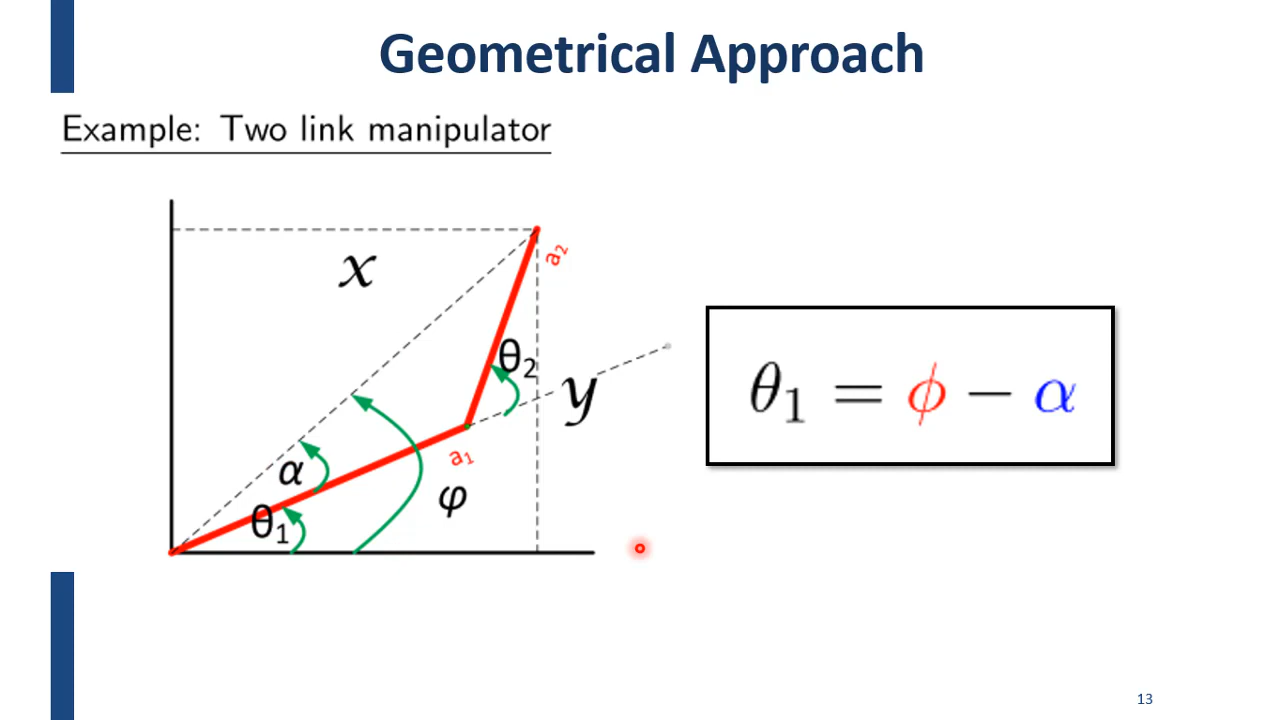 Geometrical Approach
Example: Two link manipulator
x
a₂
θ₂
y
a₁
α
φ
θ₁
θ₁ = ϕ − α
13